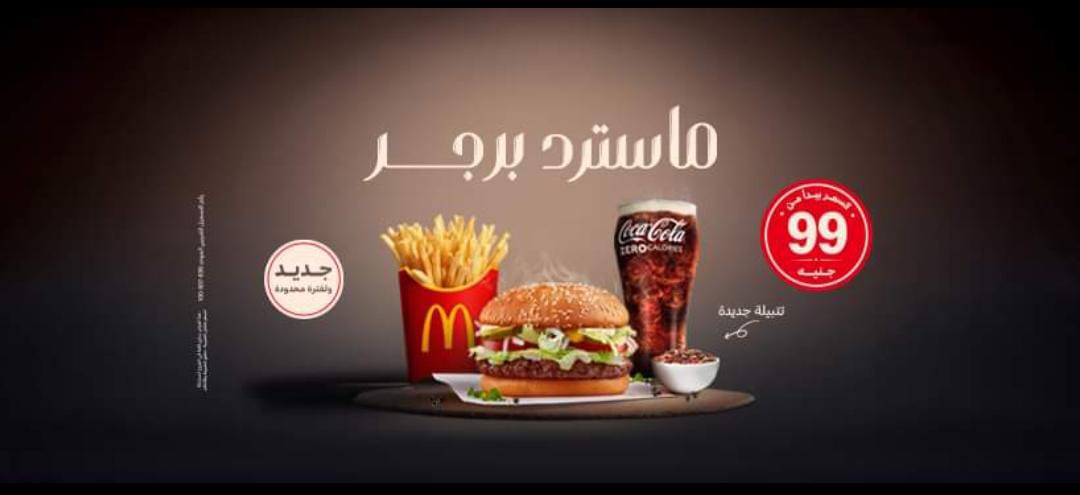 ماسترد برجر
السعر يبدأ من
99
جنيه
Coca-Cola
ZERO CALORIES
جديد
ولفترة محدودة
تتبيلة جديدة